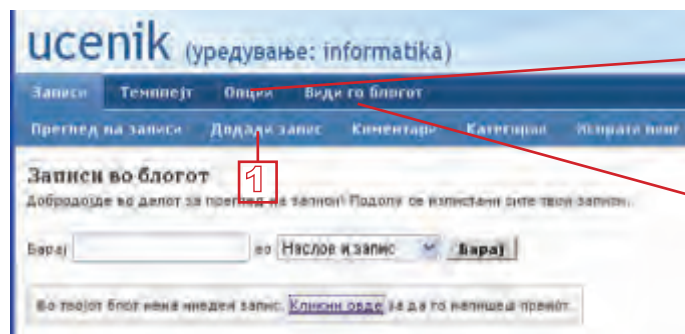 ucenik (уредување: informatika)
Записи Темплејт Опции Види го блогот
Преглед на записи Додади запис Коментари Категории Испрати пинг
1
Записи во блогот
Добродојде во делот за преглед на записи! Подолу се излистани сите твои записи.
Барај во Наслов и запис Барај
Во твојот блог нема ниеден запис. Кликни овде за да го напишеш првиот.